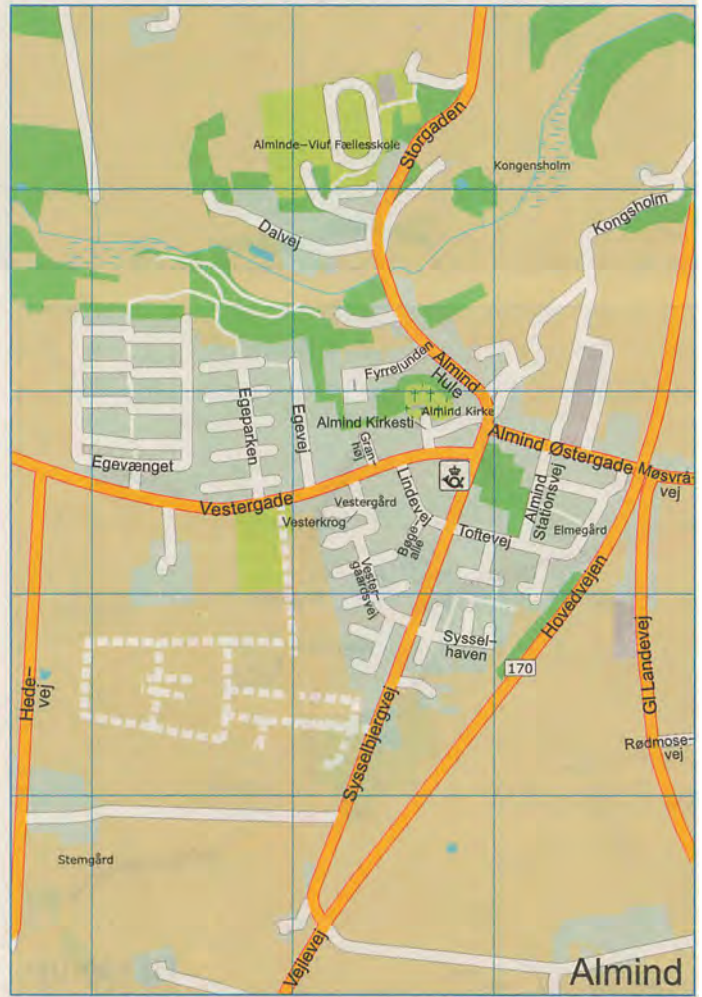 Storgaden
Alminde-Viuf Fællesskole
Kongensholm
Dalvej
Kongsholm
Fyrrelunden
Almind
Hule
Almind Kirke
Almind Kirkesti
Egeparken
Egevej
Gran-
høj
Almind Østergade
Møsvrå-
vej
Egevænget
Vestergade
Vestergård
Vesterkrog
Lindevej
Bøge-
alle
Toftevej
Almind
Stationsvej
Elmegård
Vester-
gaardsvej
Hovedvejen
Syssel-
haven
170
Gl Landevej
Hede-
vej
Rødmose-
vej
Sysselbjergvej
Stemgård
Vejlevej
Almind